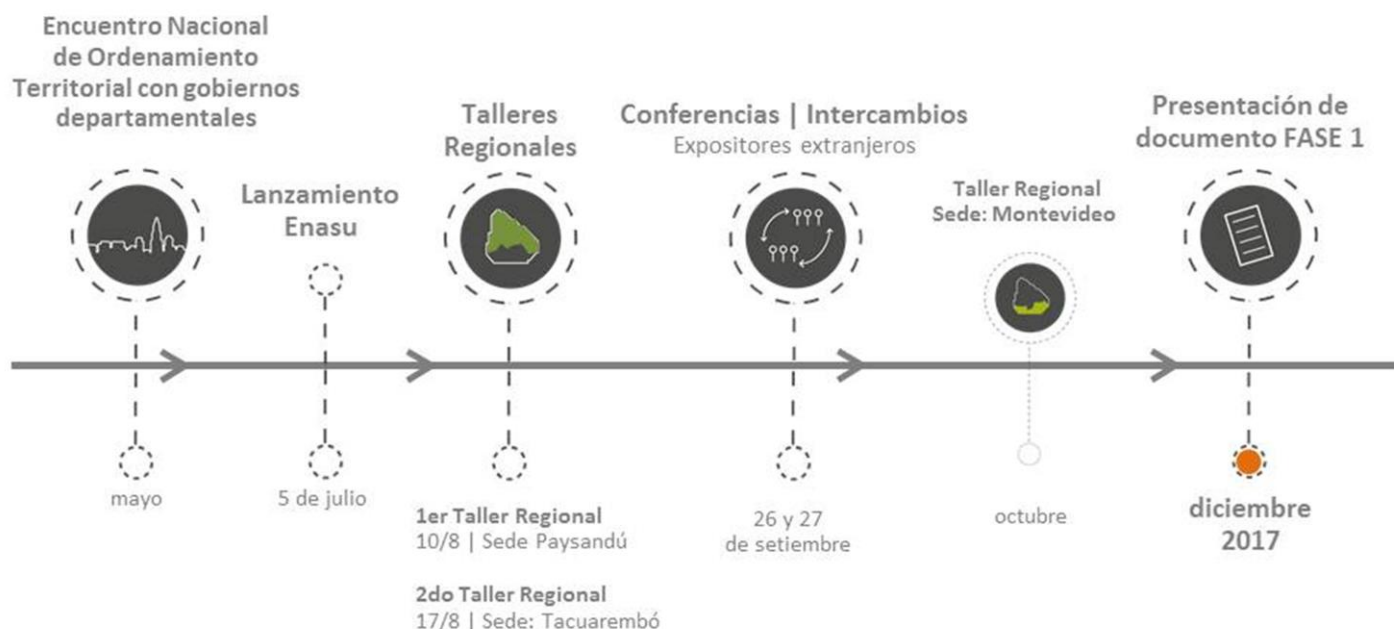 Encuentro Nacional
de Ordenamiento
Territorial con gobiernos
departamentales
mayo
Lanzamiento
Enasu
5 de julio
Talleres
Regionales
1er Taller Regional
10/8 | Sede Paysandú
2do Taller Regional
17/8 | Sede: Tacuarembó
Conferencias | Intercambios
Expositores extranjeros
26 y 27
de setiembre
Taller Regional
Sede: Montevideo
octubre
Presentación de
documento FASE 1
diciembre
2017